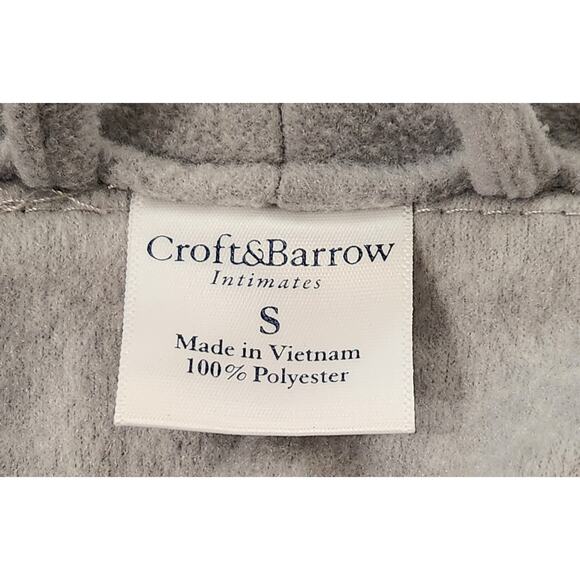 Croft&Barrow
Intimates
S
Made in Vietnam
100% Polyester